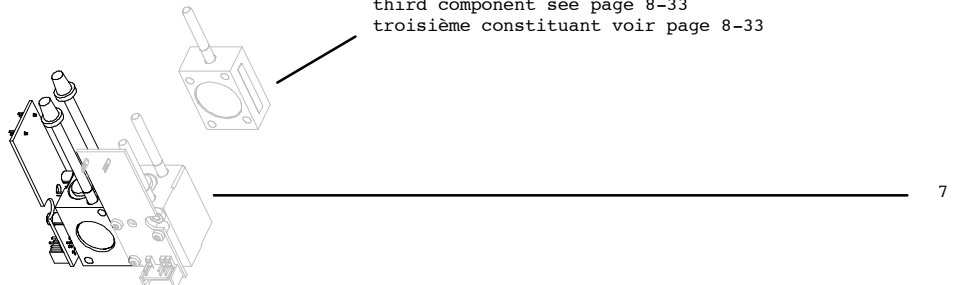 third component see page 8-33
troisième constituant voir page 8-33
7